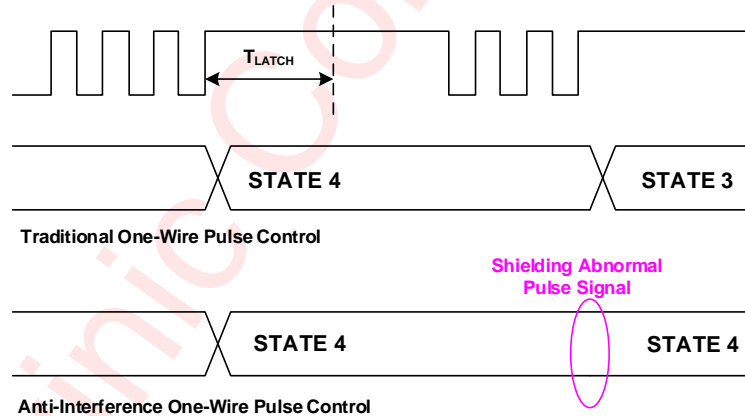 TLATCH
STATE 4
STATE 3
Traditional One-Wire Pulse Control
Shielding Abnormal
Pulse Signal
STATE 4
STATE 4
Anti-Interference One-Wire Pulse Control